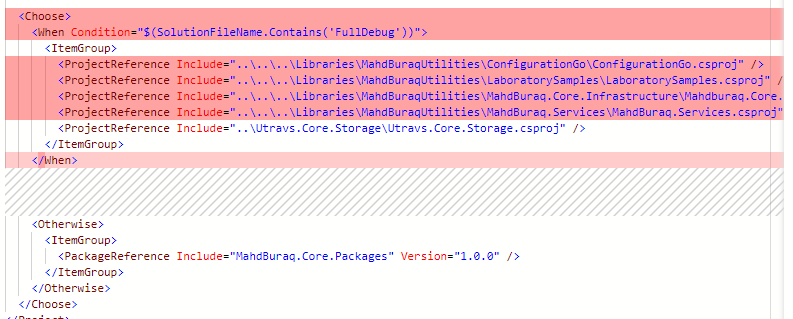 <Choose>
<When Condition="$(SolutionFileName.Contains('FullDebug'))">
<ItemGroup>
<ProjectReference Include="..\..\..\Libraries\MahdBuraqUtilities\ConfigurationGo\ConfigurationGo.csproj" />
<ProjectReference Include="..\..\..\Libraries\MahdBuraqUtilities\LaboratorySamples\LaboratorySamples.csproj" /
<ProjectReference Include="..\..\..\Libraries\MahdBuraqUtilities\MahdBuraq.Core.Infrastructure\Mahdburaq.Core.
<ProjectReference Include="..\..\..\Libraries\MahdBuraqUtilities\MahdBuraq.Services\MahdBuraq.Services.csproj"
<ProjectReference Include="..\Utravs.Core.Storage\Utravs.Core.Storage.csproj" />
</ItemGroup>
</When>
<Otherwise>
<ItemGroup>
<PackageReference Include="MahdBuraq.Core.Packages" Version="1.0.0" />
</ItemGroup>
</Otherwise>
</Choose>
</Project>